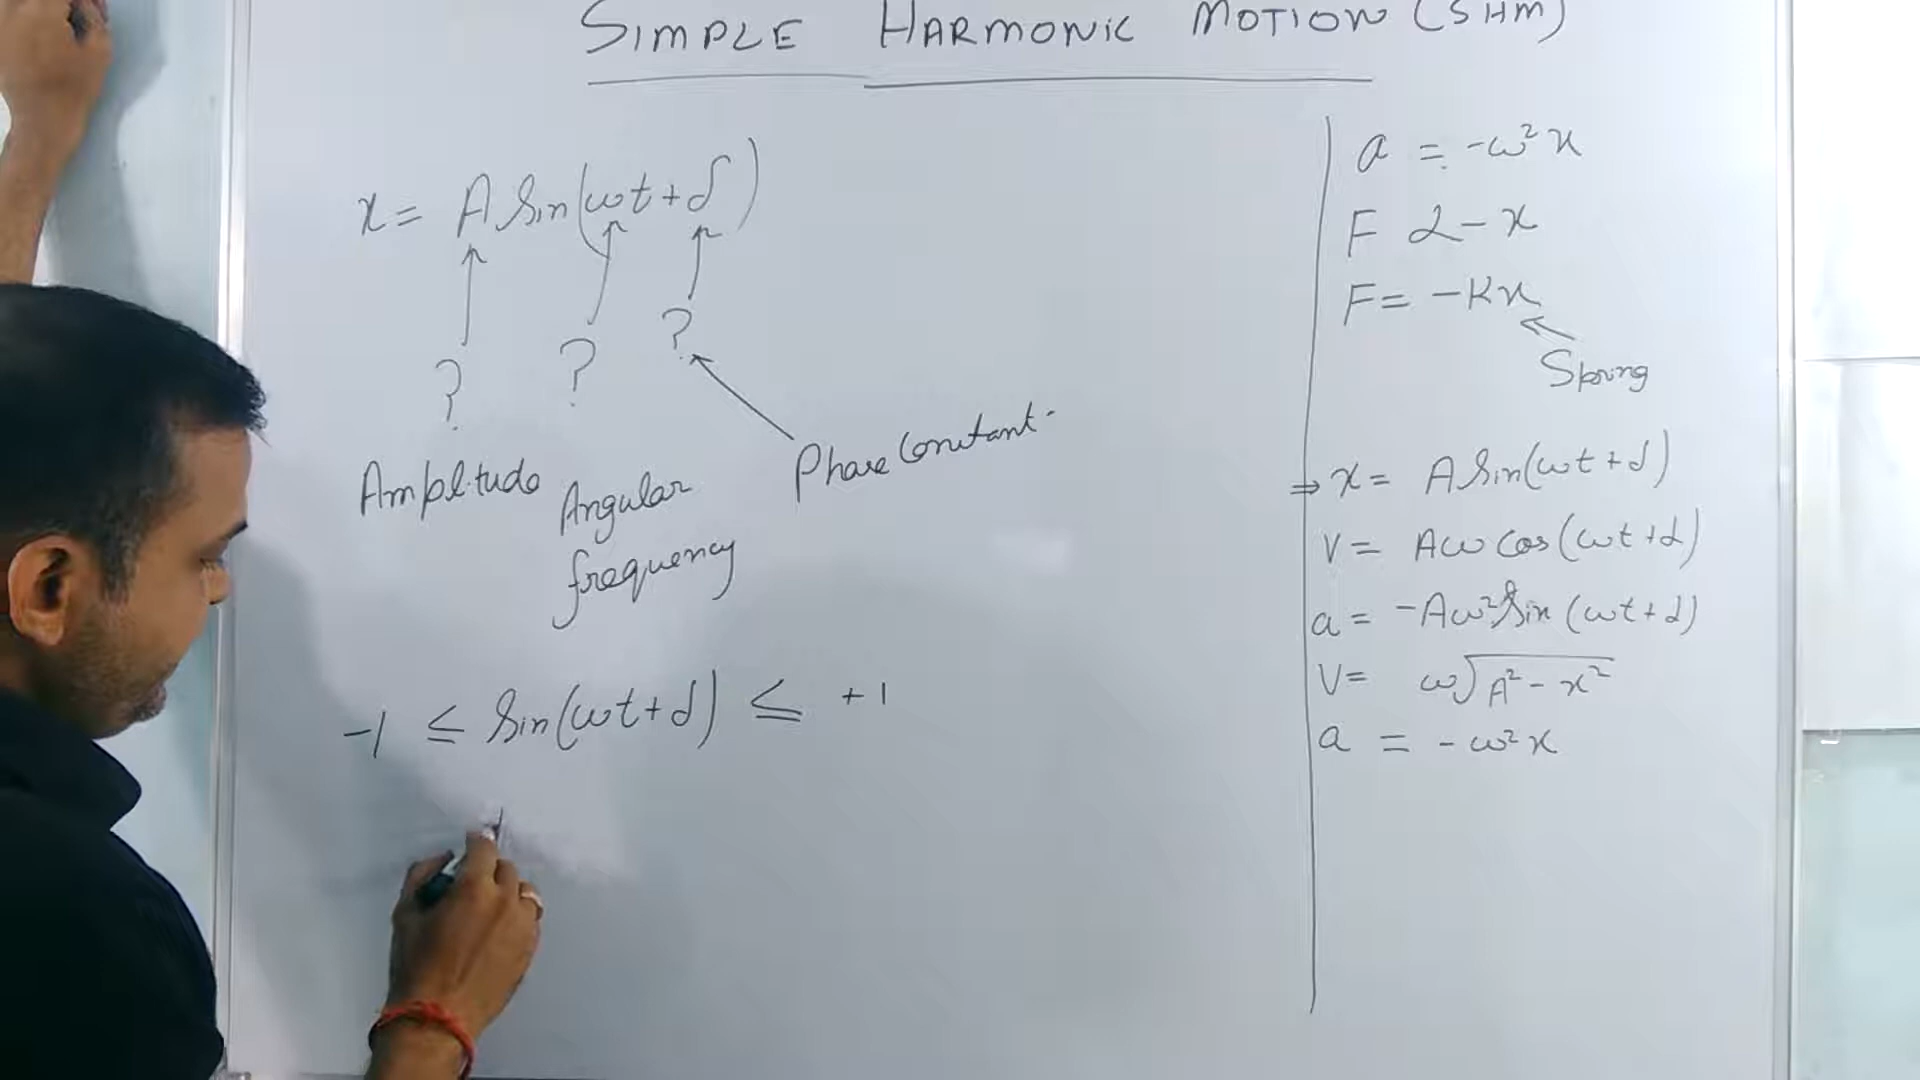 SIMPLE HARMONIC MOTION (SHM)
x = A Sin(ωt+δ)
? ? ?
Amplitude Angular frequency Phase Constant
-1 ≤ Sin(ωt+δ) ≤ +1
a = -ω²x
F α -x
F = -Kx
Spring
⇒ x = A Sin(ωt+δ)
V = Aω cos(ωt+δ)
a = -Aω² Sin(ωt+δ)
V = ω√A²-x²
a = -ω²x